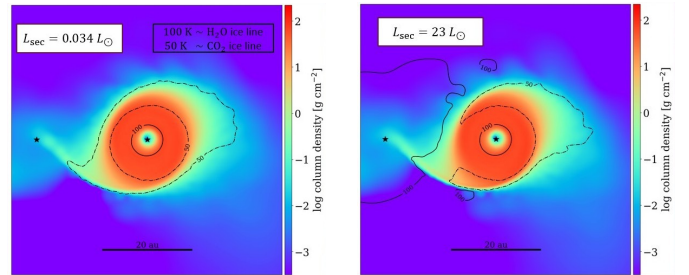 L_sec = 0.034 L_⊙
100 K ~ H₂O ice line
50 K ~ CO₂ ice line
100
50
50
20 au
2
1
0
−1
−2
−3
log column density [g cm⁻²]
L_sec = 23 L_⊙
100
50
100
50
100
100
20 au
2
1
0
−1
−2
−3
log column density [g cm⁻²]